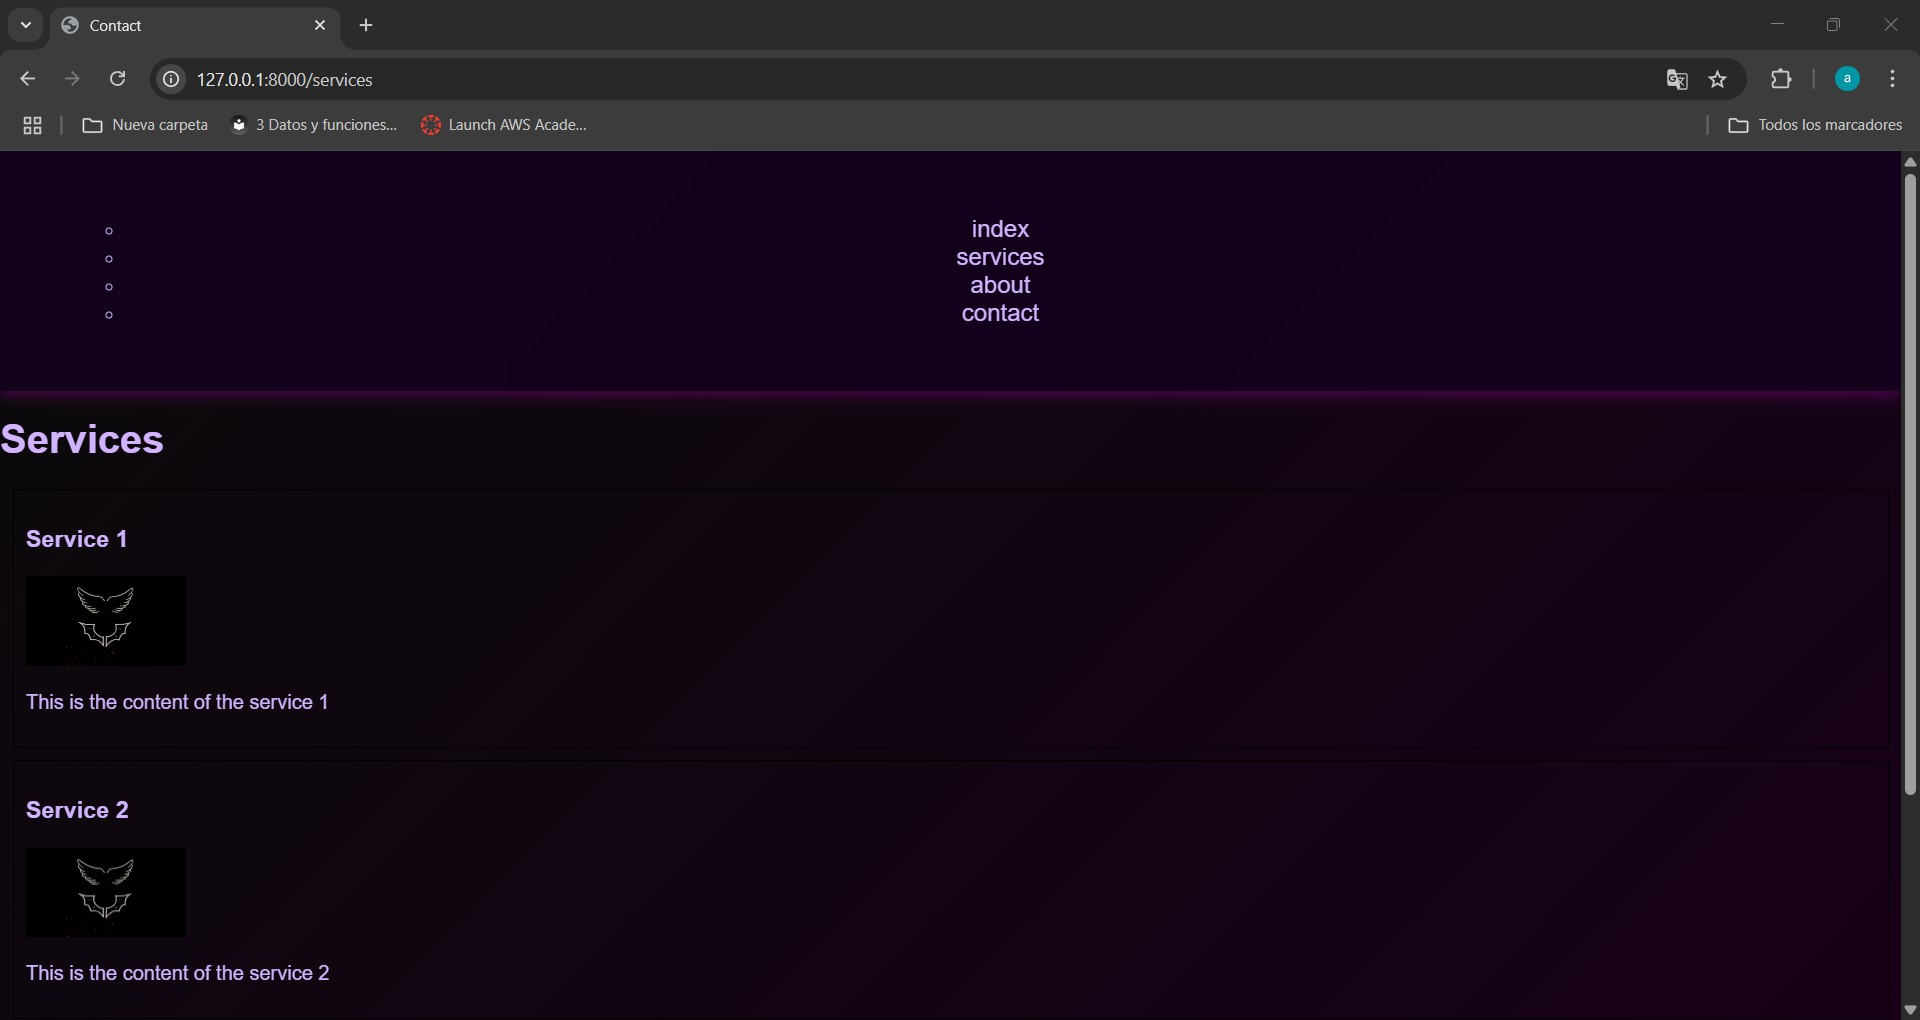 Contact
127.0.0.1:8000/services
a
Nueva carpeta
3 Datos y funciones...
Launch AWS Acade...
Todos los marcadores
index
services
about
contact
Services
Service 1
This is the content of the service 1
Service 2
This is the content of the service 2